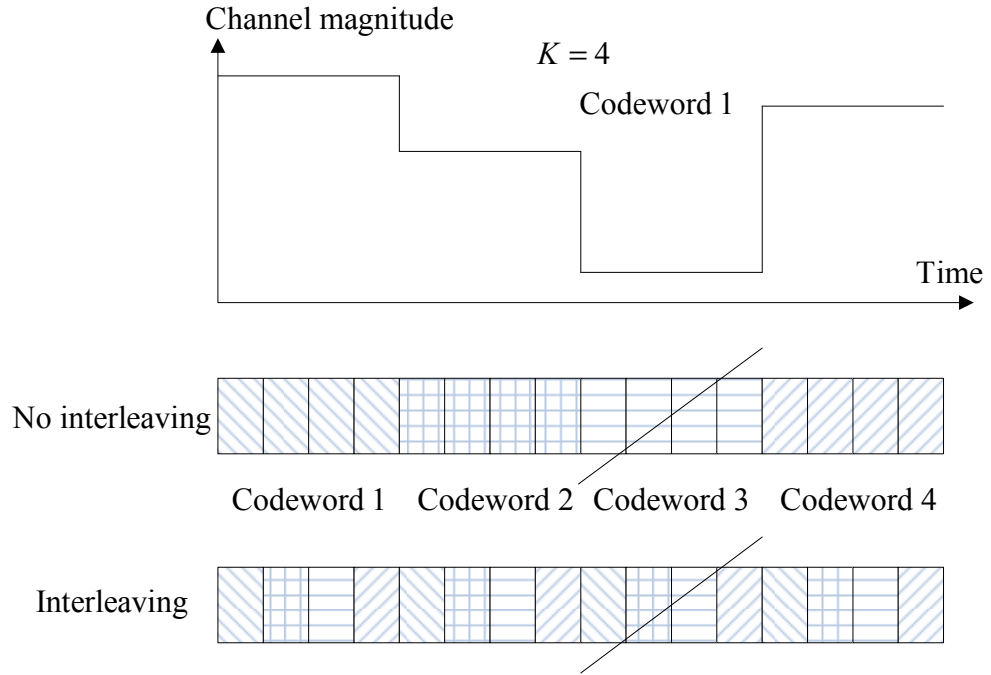 Channel magnitude
K = 4
Codeword 1
Time
No interleaving
Codeword 1
Codeword 2
Codeword 3
Codeword 4
Interleaving